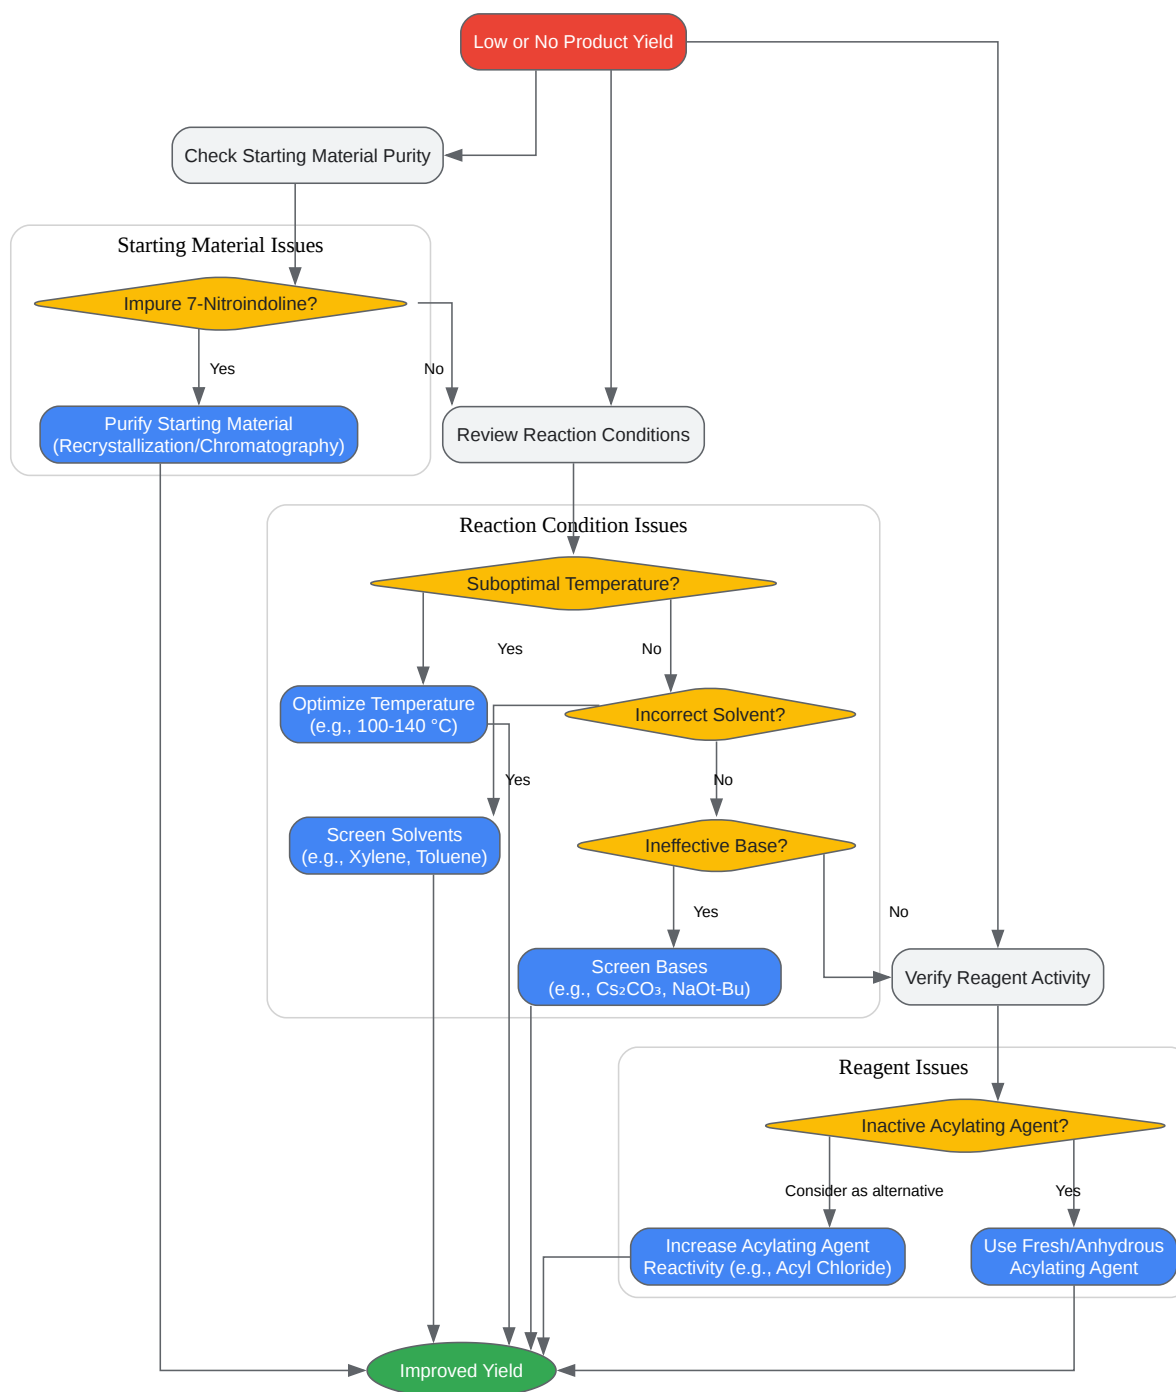 Low or No Product Yield
Check Starting Material Purity
Starting Material Issues
Impure 7-Nitroindoline?
Yes
No
Purify Starting Material
(Recrystallization/Chromatography)
Review Reaction Conditions
Reaction Condition Issues
Suboptimal Temperature?
Yes
No
Optimize Temperature
(e.g., 100-140 °C)
Incorrect Solvent?
Yes
No
Screen Solvents
(e.g., Xylene, Toluene)
Ineffective Base?
Yes
No
Screen Bases
(e.g., Cs₂CO₃, NaOt-Bu)
Verify Reagent Activity
Reagent Issues
Inactive Acylating Agent?
Consider as alternative
Yes
Increase Acylating Agent
Reactivity (e.g., Acyl Chloride)
Use Fresh/Anhydrous
Acylating Agent
Improved Yield